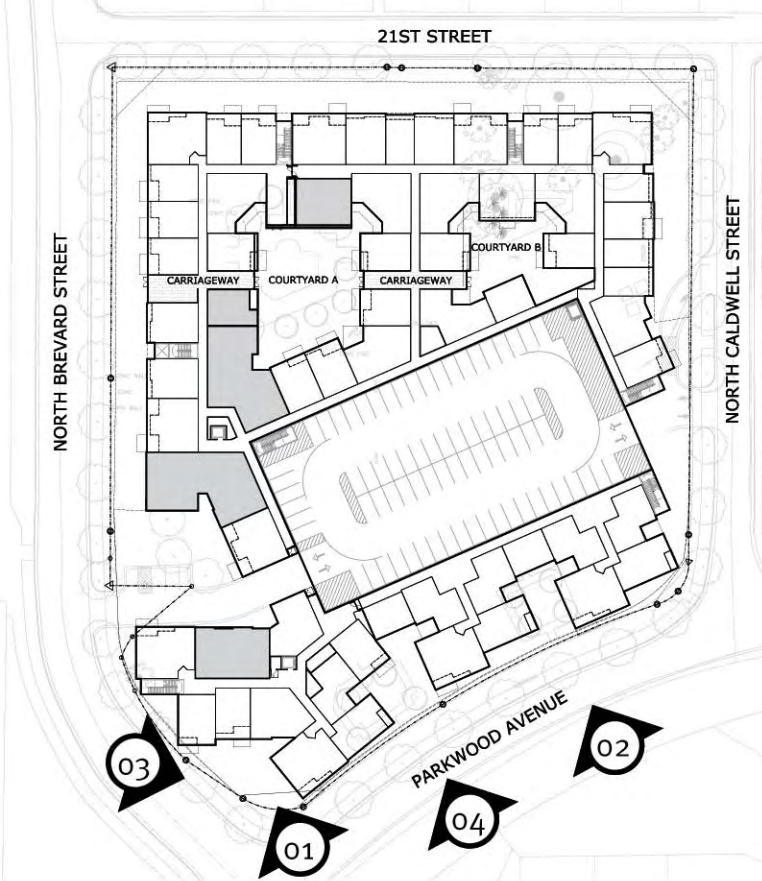 21ST STREET
NORTH BREVARD STREET
NORTH CALDWELL STREET
COURTYARD B
CARRIAGEWAY
COURTYARD A
CARRIAGEWAY
PARKWOOD AVENUE
03
02
04
01